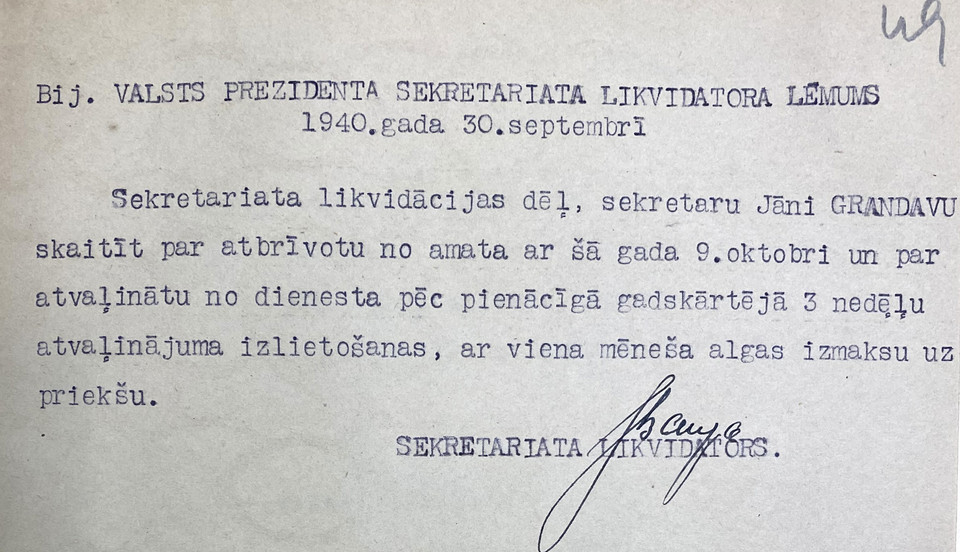 49
Bij. VALSTS PREZIDENTA SEKRETARIATA LIKVIDATORA LĒMUMS
1940.gada 30.septembrī
Sekretariata likvidācijas dēļ, sekretaru Jāni GRANDAVU
skaitīt par atbrīvotu no amata ar šā gada 9.oktobri un par
atvaļinātu no dienesta pēc pienācīgā gadskārtējā 3 nedēļu
atvaļinājuma izlietošanas, ar viena mēneša algas izmaksu uz
priekšu.
SEKRETARIATA LIKVIDATORS.